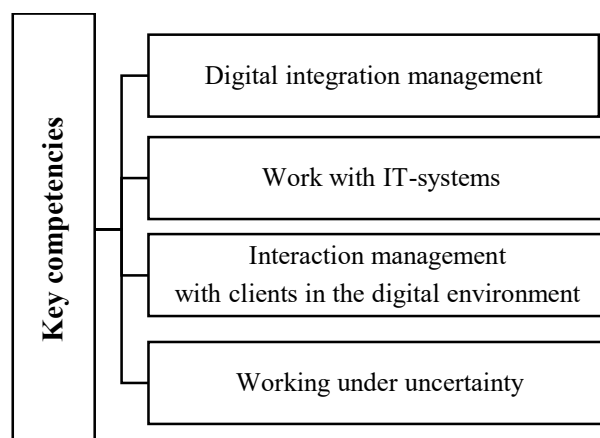 Key competencies
Digital integration management
Work with IT-systems
Interaction management
with clients in the digital environment
Working under uncertainty